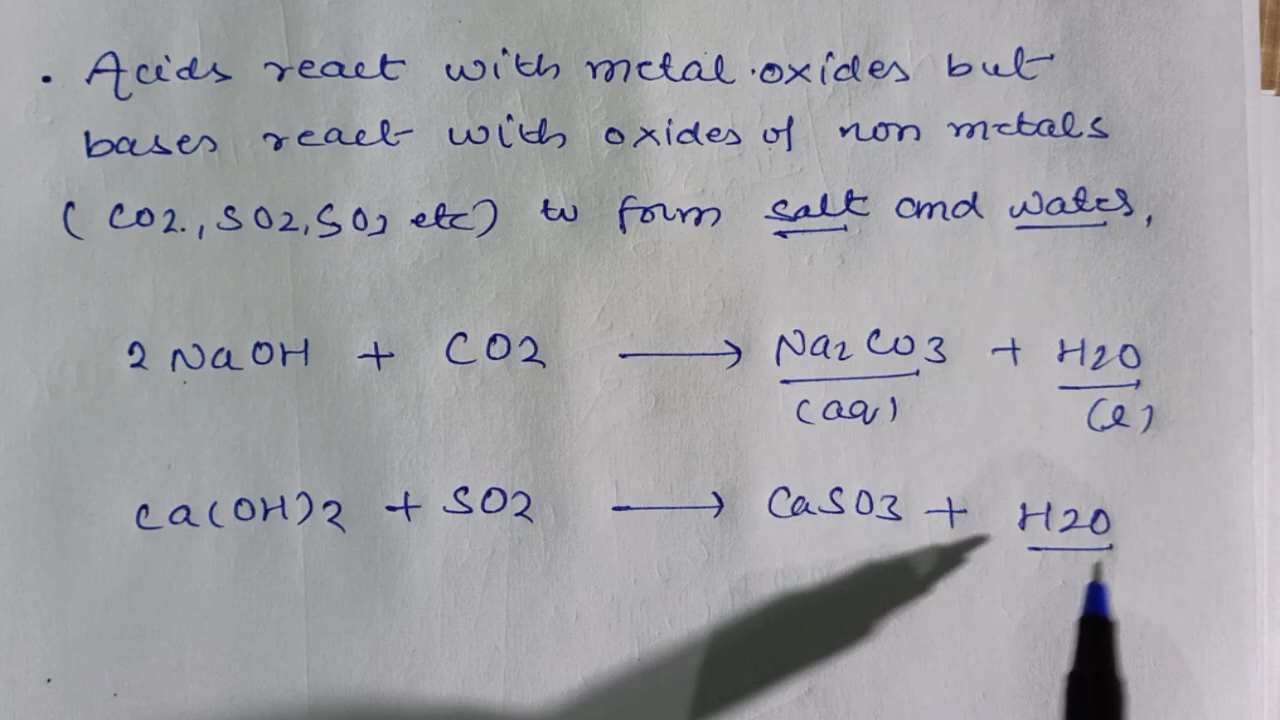 . Acids react with metal oxides but
bases react with oxides of non metals
( CO2, SO2, SO3 etc) to form salt and water,
2 NaOH + CO2 ⟶ Na2CO3 + H2O
(aq) (l)
Ca(OH)2 + SO2 ⟶ CaSO3 + H2O